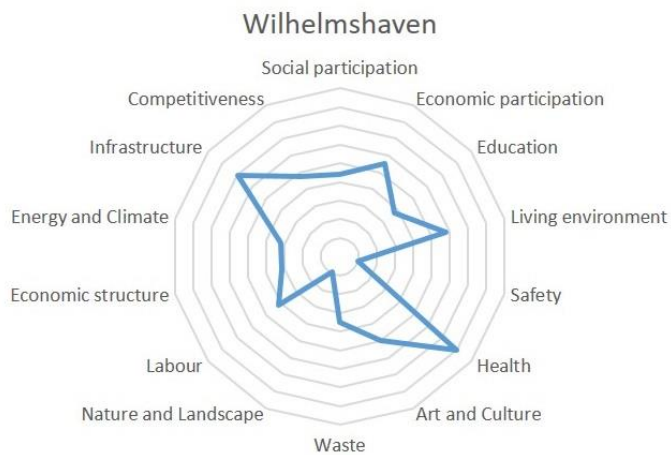 Wilhelmshaven
Social participation
Economic participation
Education
Living environment
Safety
Health
Art and Culture
Waste
Nature and Landscape
Labour
Economic structure
Energy and Climate
Infrastructure
Competitiveness